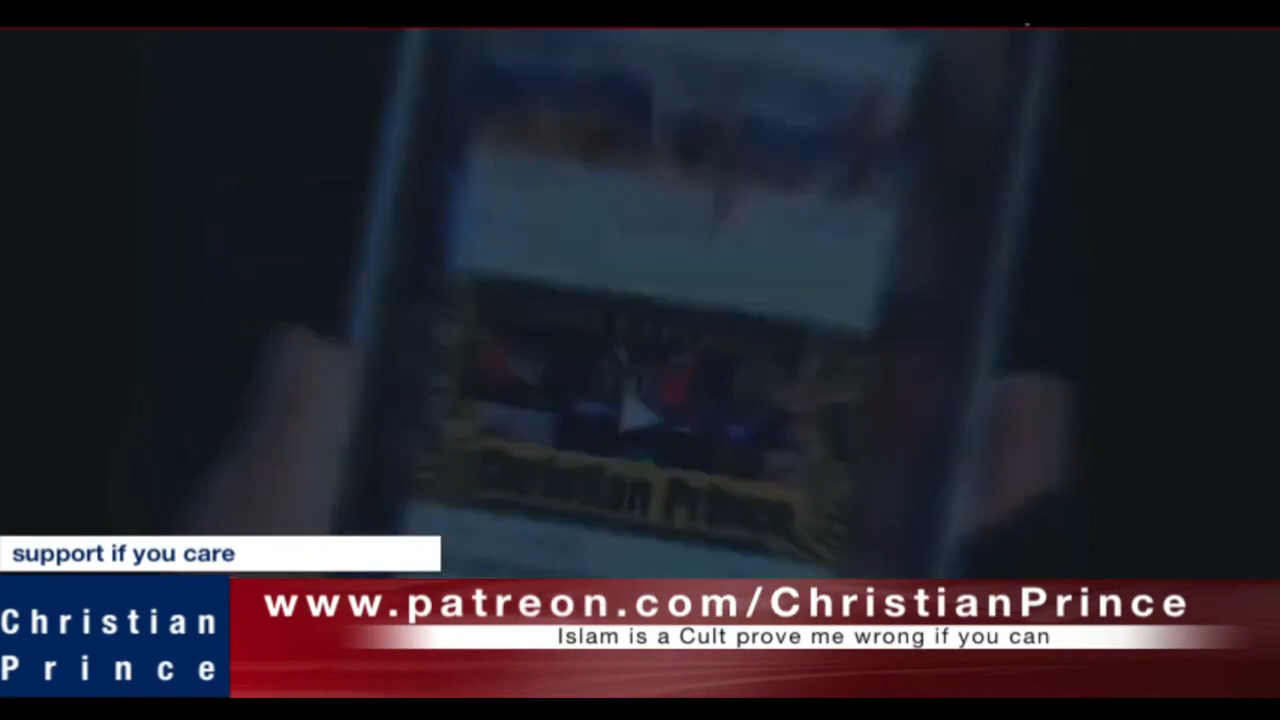 support if you care
Christian
Prince
www.patreon.com/ChristianPrince
Islam is a Cult prove me wrong if you can